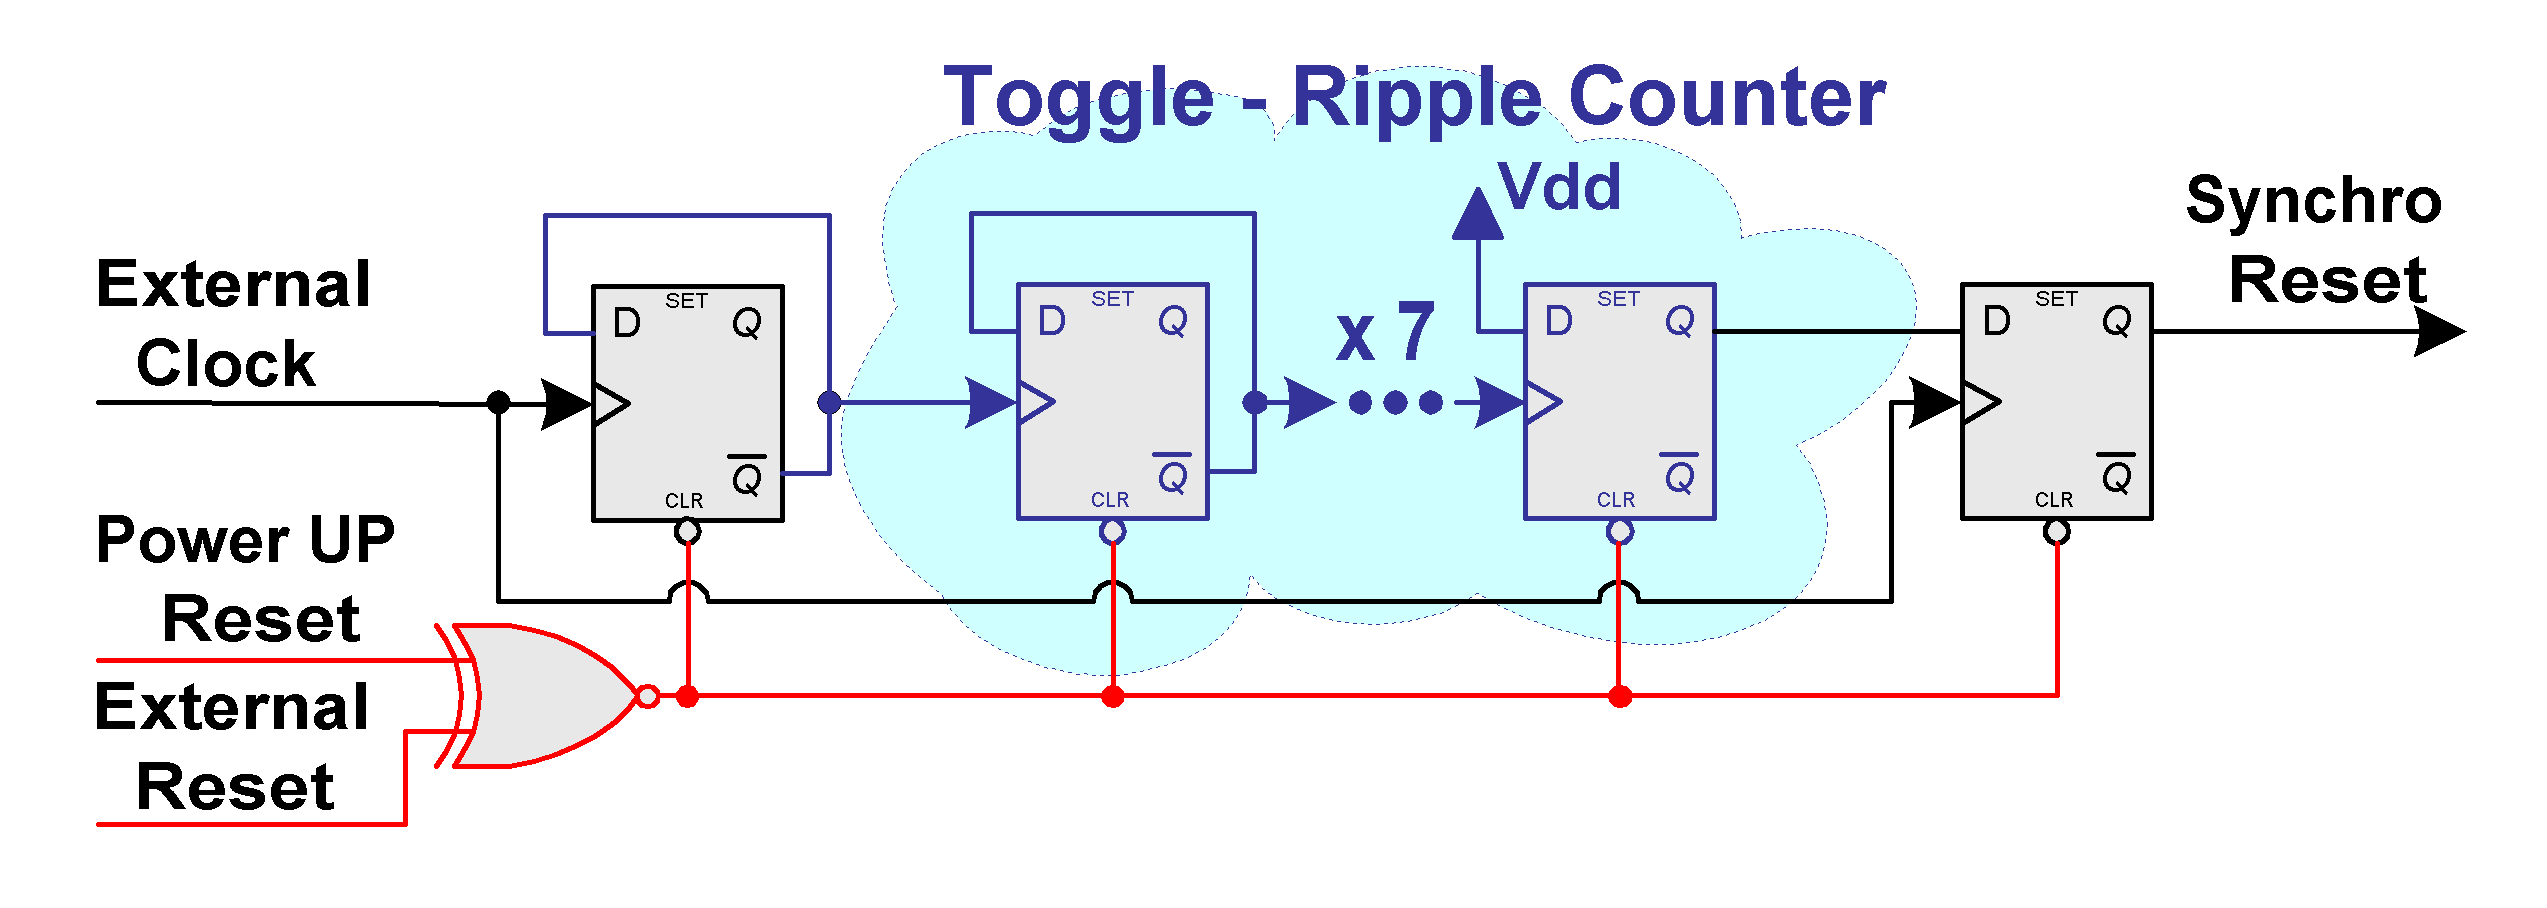 Toggle - Ripple Counter
Vdd
Synchro
Reset
External
Clock
D
SET
Q
Q
CLR
D
SET
Q
Q
CLR
x 7
D
SET
Q
Q
CLR
D
SET
Q
Q
CLR
Power UP
Reset
External
Reset